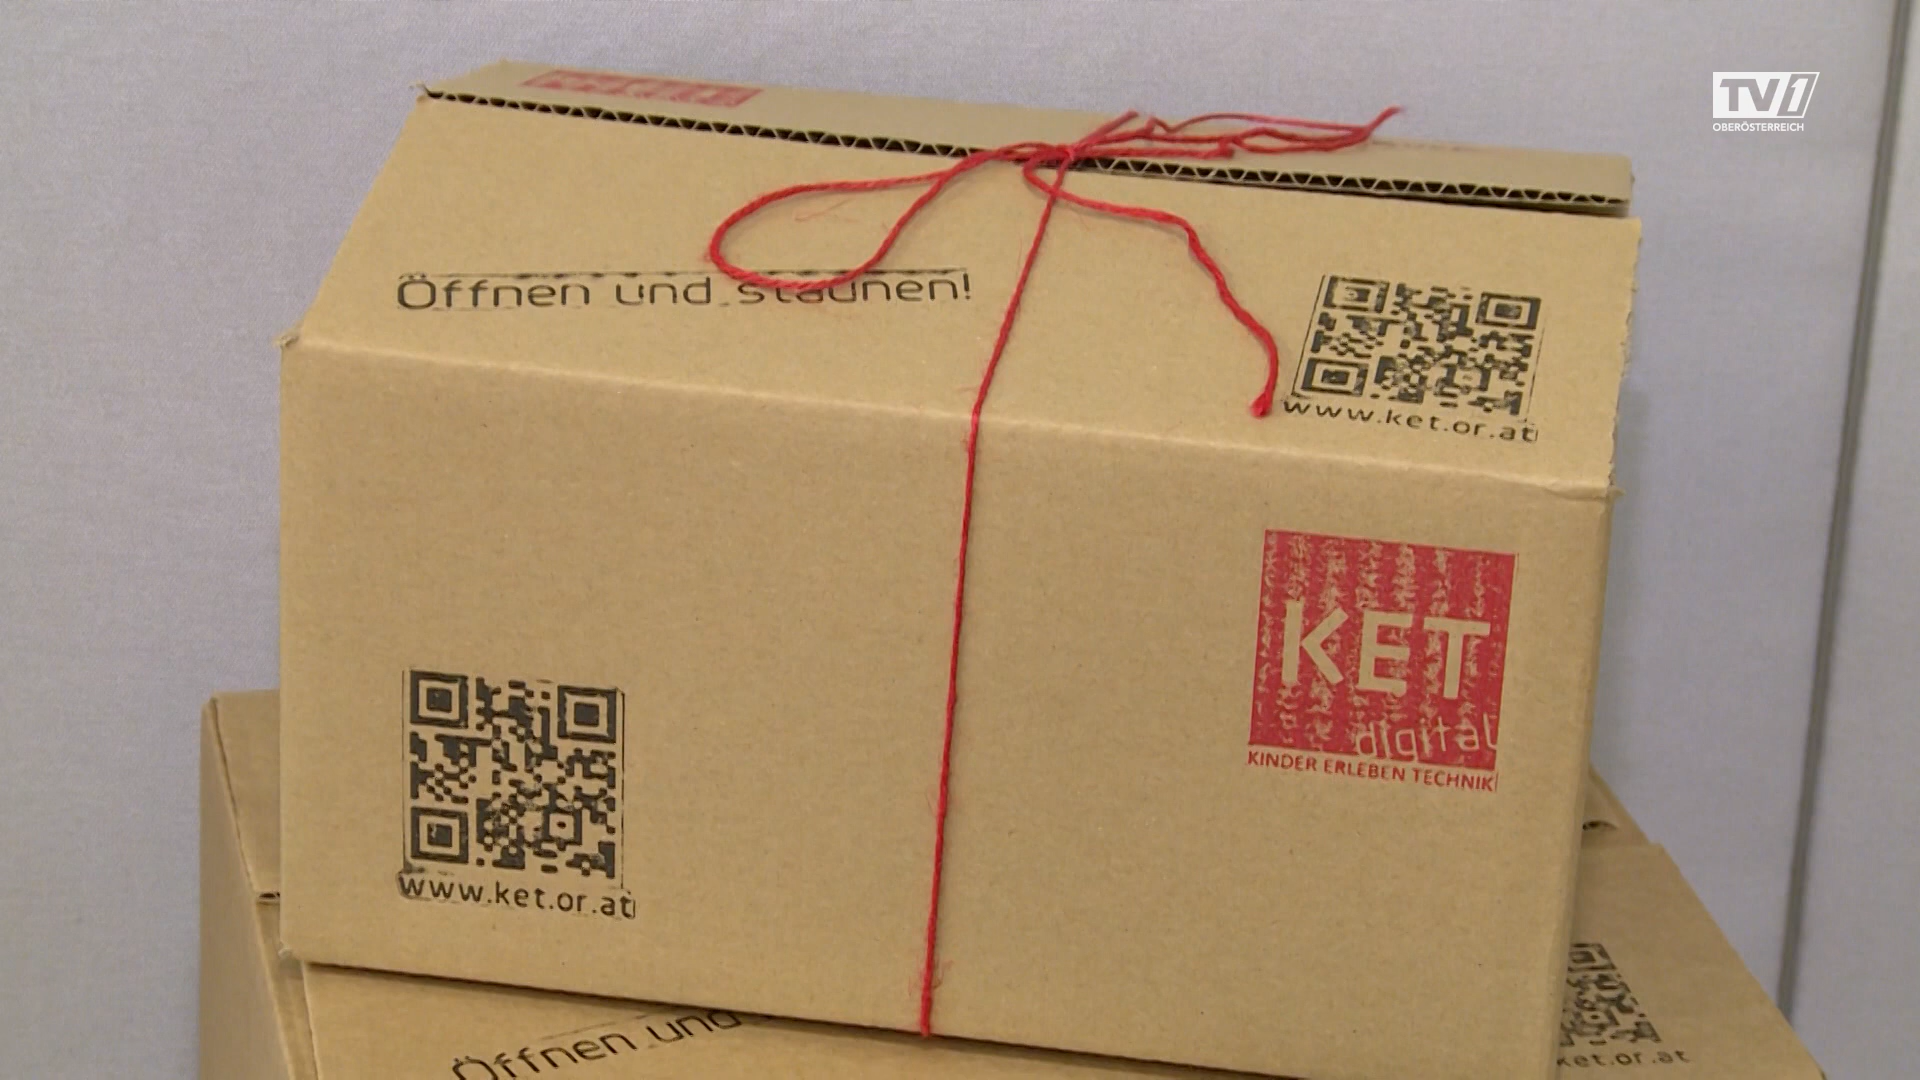 TV1
OBERÖSTERREICH
Öffnen und staunen!
www.ket.or.at
KET
digital
KINDER ERLEBEN TECHNIK
www.ket.or.at
Öffnen und
ket.or.at